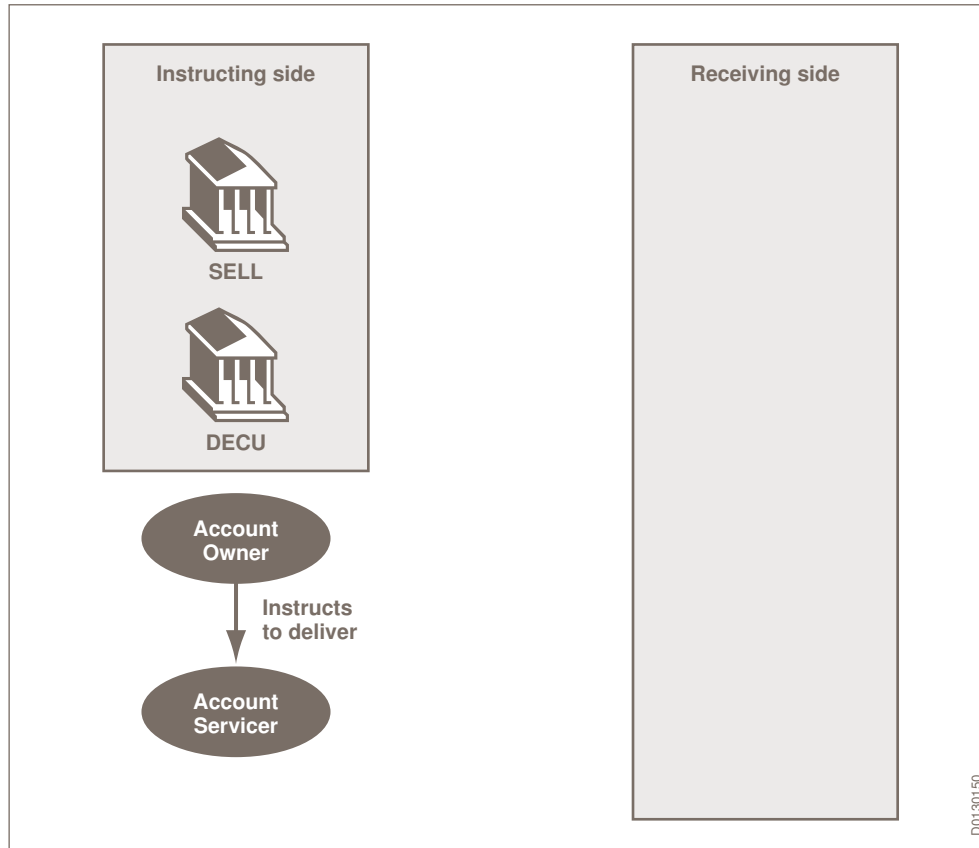 Instructing side
Receiving side
SELL
DECU
Account
Owner
Instructs
to deliver
Account
Servicer
D0130150